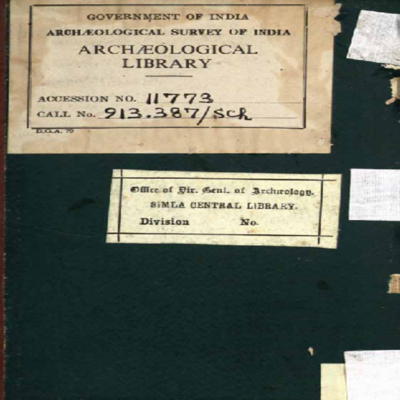 GOVERNMENT OF INDIA
ARCHÆOLOGICAL SURVEY OF INDIA
ARCHÆOLOGICAL
LIBRARY
ACCESSION NO. 11773
CALL No. 913.387/Sch
D.G.A. 79
Office of Dir. Genl. of Archæology.
SIMLA CENTRAL LIBRARY.
Division No.